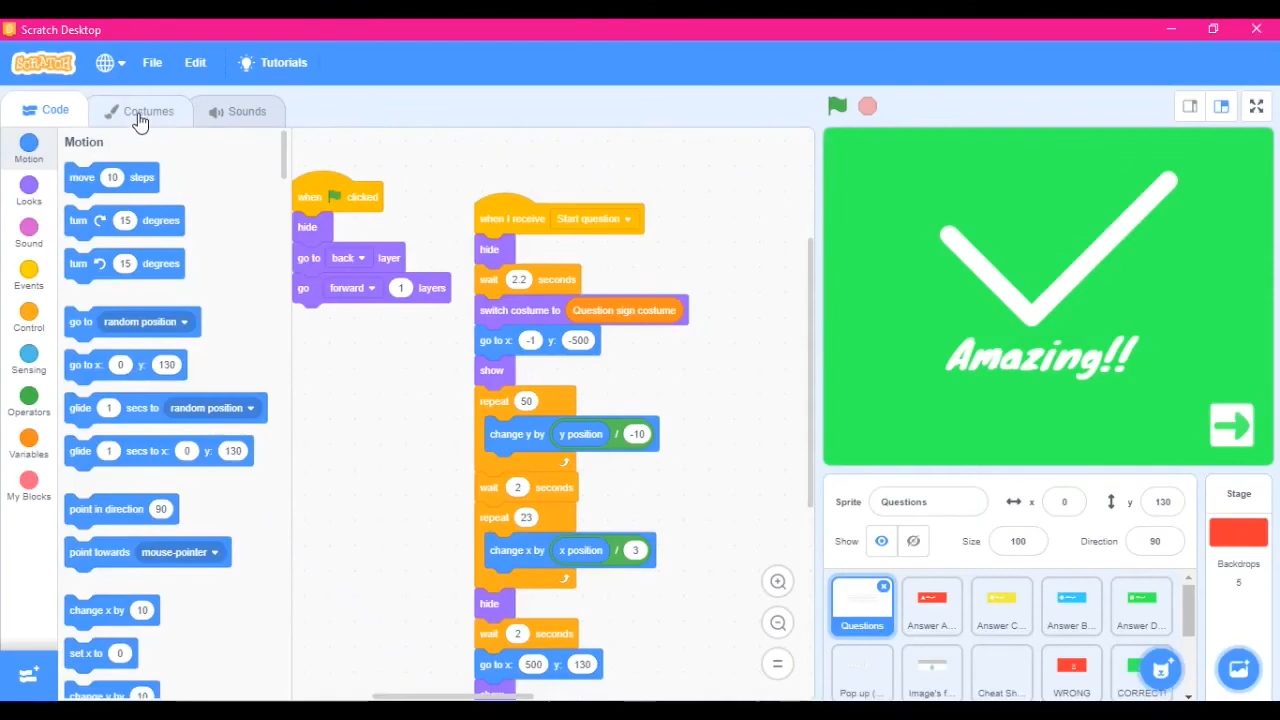 Scratch Desktop
SCRATCH
File
Edit
Tutorials
Code
Costumes
Sounds
Motion
Looks
Sound
Events
Control
Sensing
Operators
Variables
My Blocks
Motion
move 10 steps
turn 15 degrees
turn 15 degrees
go to random position
go to x: 0 y: 130
glide 1 secs to random position
glide 1 secs to x: 0 y: 130
point in direction 90
point towards mouse-pointer
change x by 10
set x to 0
change y by 10
when clicked
hide
go to back layer
go forward 1 layers
when I receive Start question
hide
wait 2.2 seconds
switch costume to Question sign costume
go to x: -1 y: -500
show
repeat 50
change y by y position / -10
wait 2 seconds
repeat 23
change x by x position / 3
hide
wait 2 seconds
go to x: 500 y: 130
show
Amazing!!
Sprite Questions x 0 y 130
Show Size 100 Direction 90
Questions
Answer A...
Answer C...
Answer B...
Answer D...
Pop up (...
Image's f...
Cheat Sh...
WRONG
CORRECT!
Stage
Backdrops
5